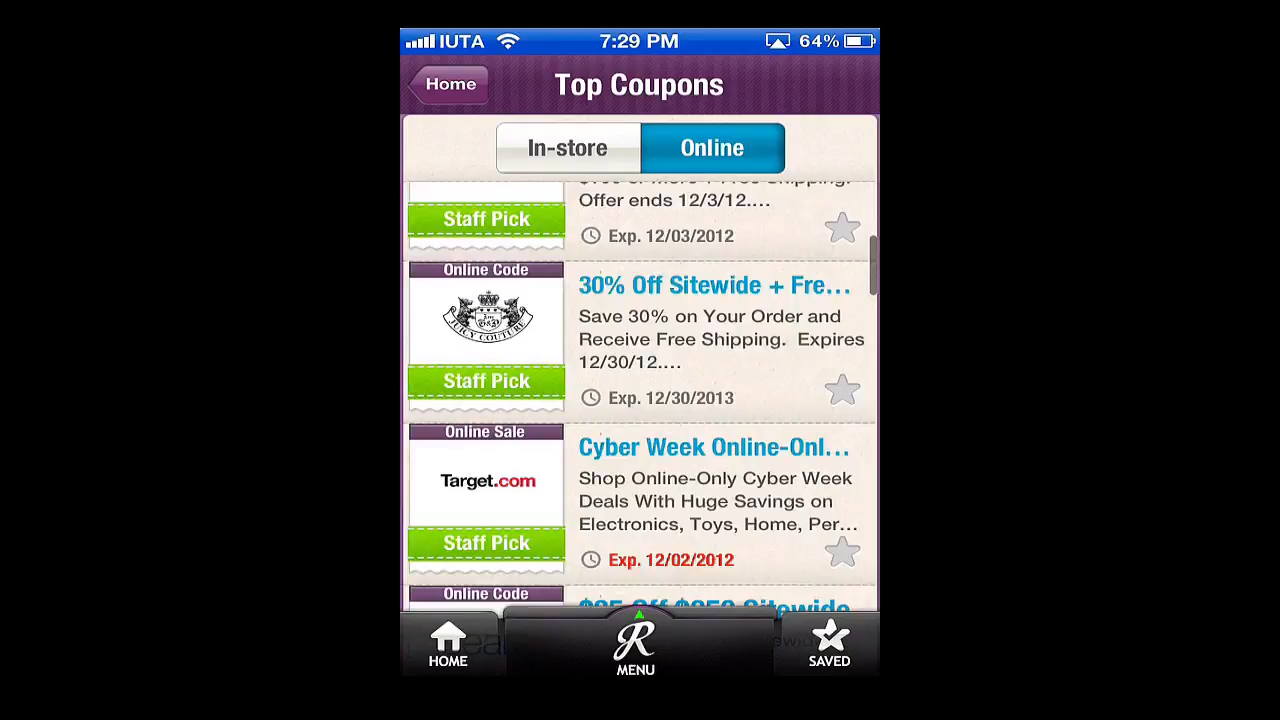 IUTA 7:29 PM 64%
Home Top Coupons
In-store Online
Offer ends 12/3/12....
Staff Pick
Exp. 12/03/2012
Online Code
30% Off Sitewide + Fre...
JUICY COUTURE
Save 30% on Your Order and
Receive Free Shipping. Expires
12/30/12....
Staff Pick
Exp. 12/30/2013
Online Sale
Cyber Week Online-Onl...
Target.com
Shop Online-Only Cyber Week
Deals With Huge Savings on
Electronics, Toys, Home, Per...
Staff Pick
Exp. 12/02/2012
Online Code
Sitewide
HOME
R
MENU
SAVED